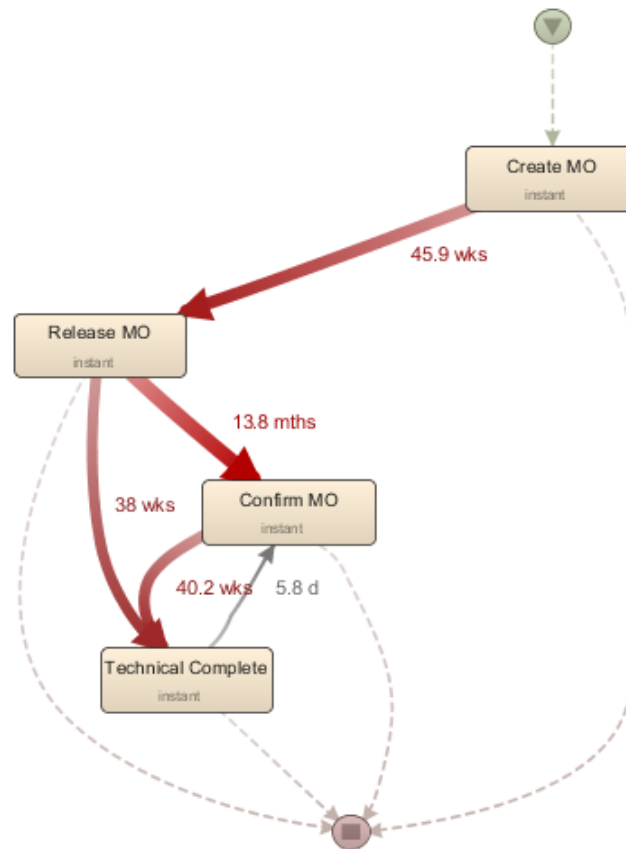 Create MO
instant
45.9 wks
Release MO
instant
13.8 mths
Confirm MO
instant
38 wks
40.2 wks
5.8 d
Technical Complete
instant